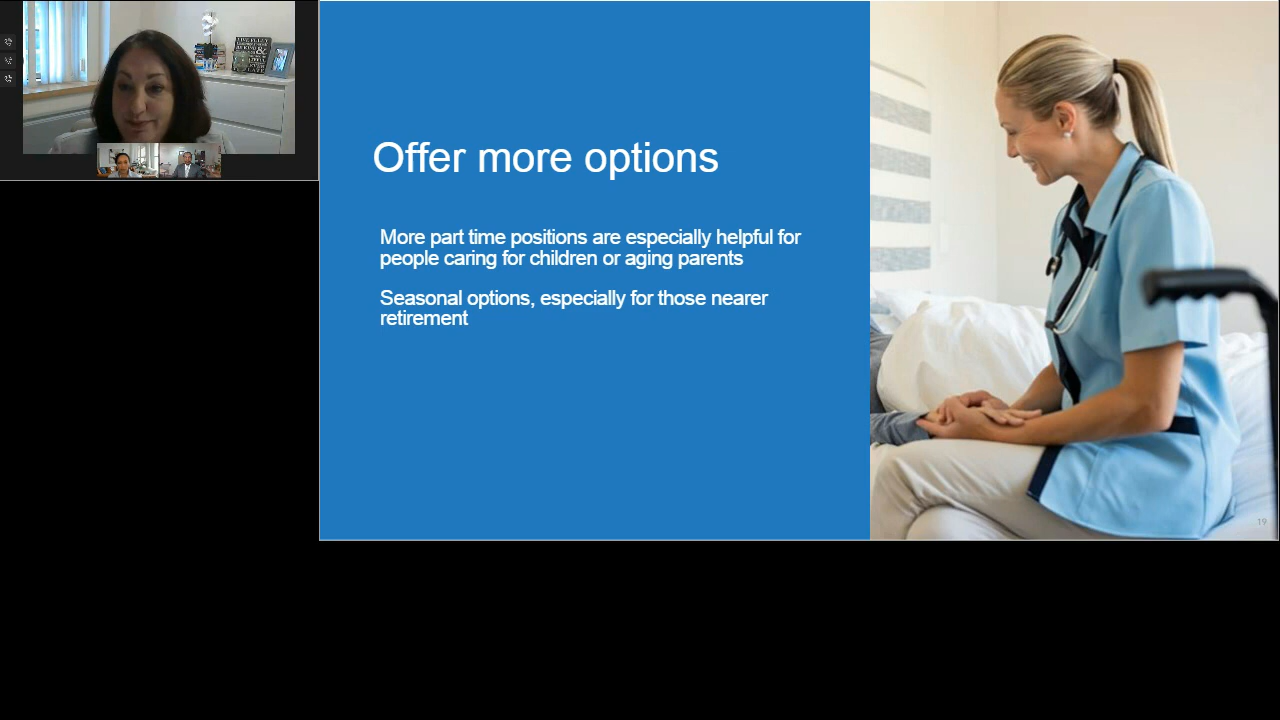 Offer more options
More part time positions are especially helpful for
people caring for children or aging parents
Seasonal options, especially for those nearer
retirement
19